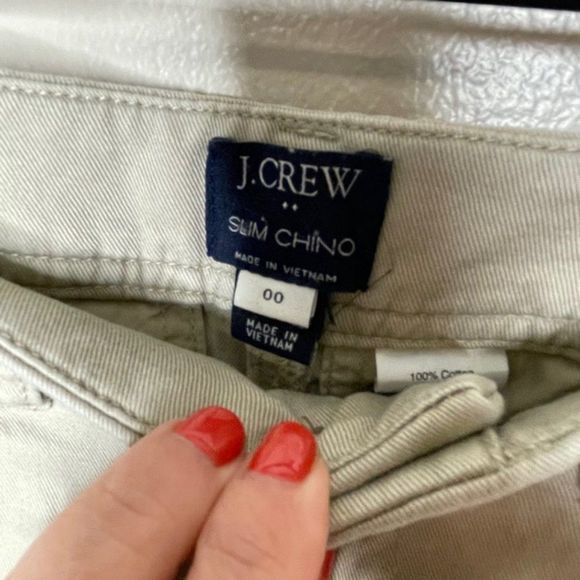 J.CREW
SLIM CHINO
MADE IN VIETNAM
00
MADE IN
VIETNAM
100% Cotton